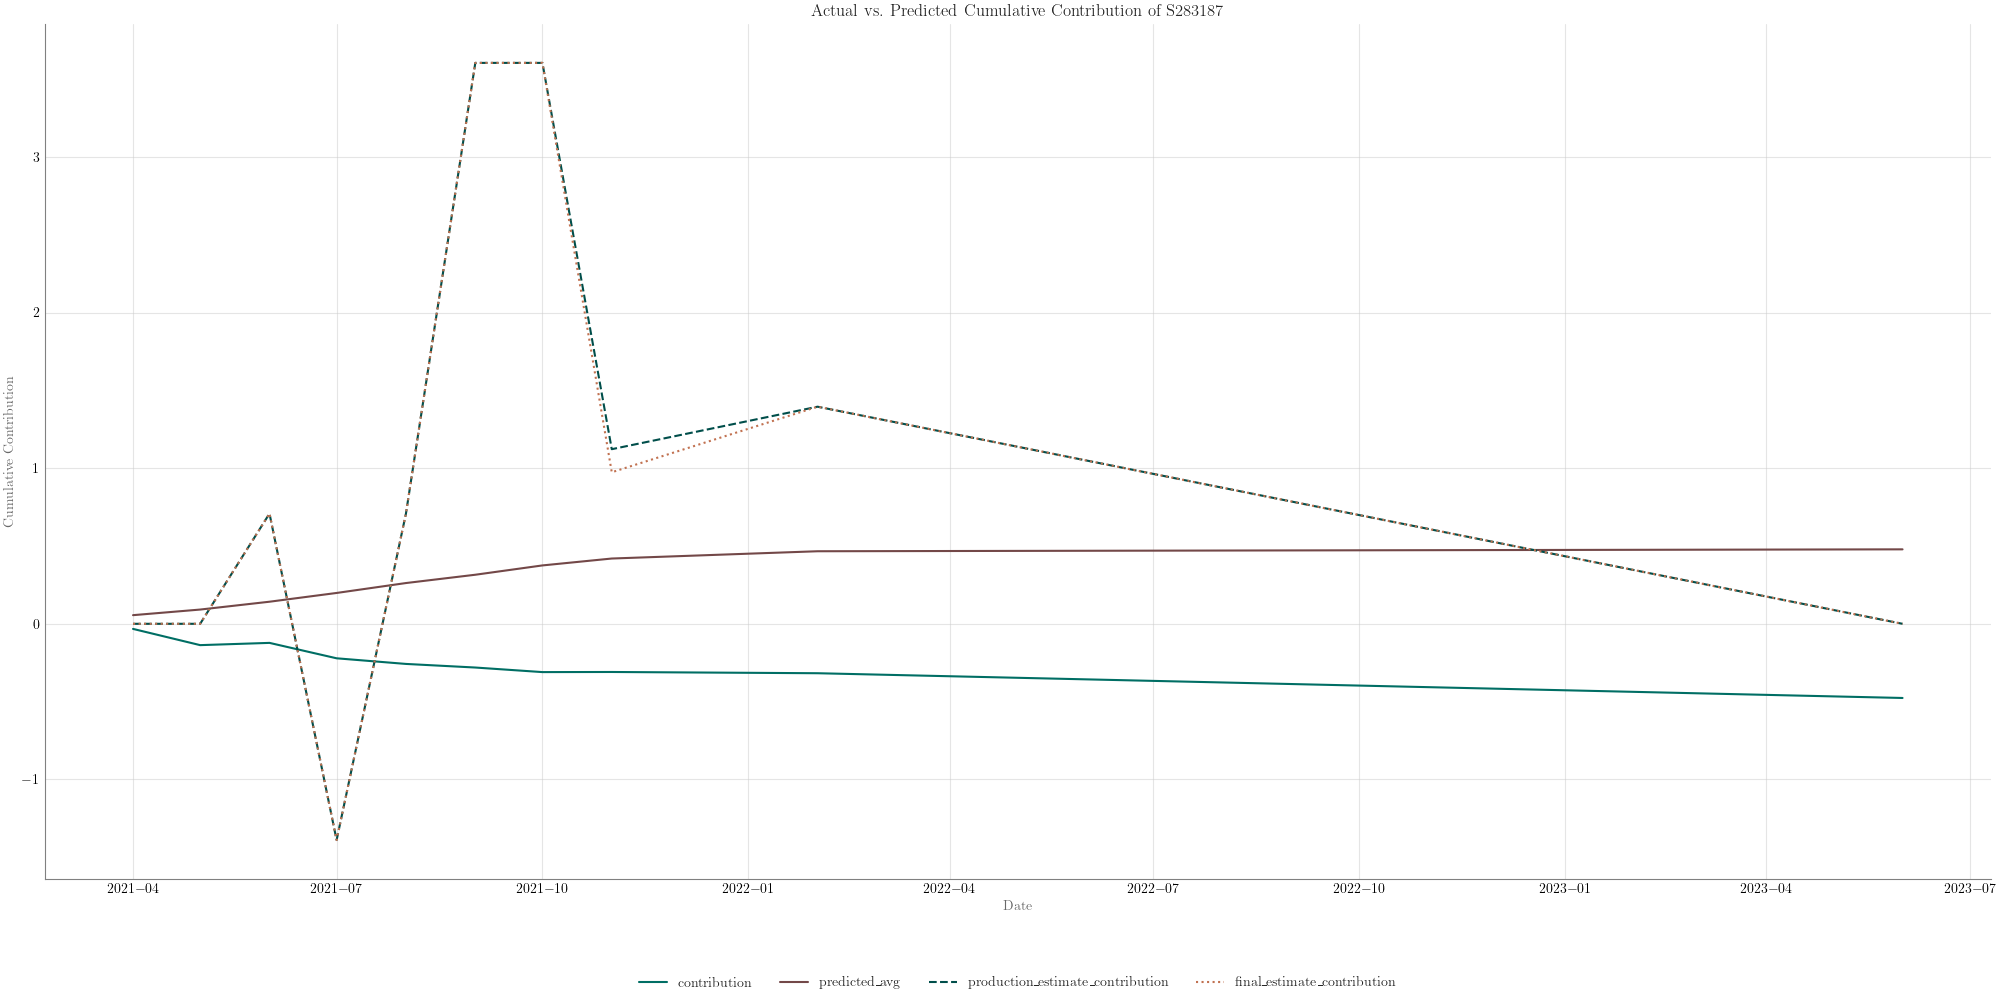 Actual vs. Predicted Cumulative Contribution of S283187
Cumulative Contribution
3
2
1
0
−1
2021−04 2021−07 2021−10 2022−01 2022−04 2022−07 2022−10 2023−01 2023−04 2023−07
Date
contribution predicted_avg production_estimate_contribution final_estimate_contribution